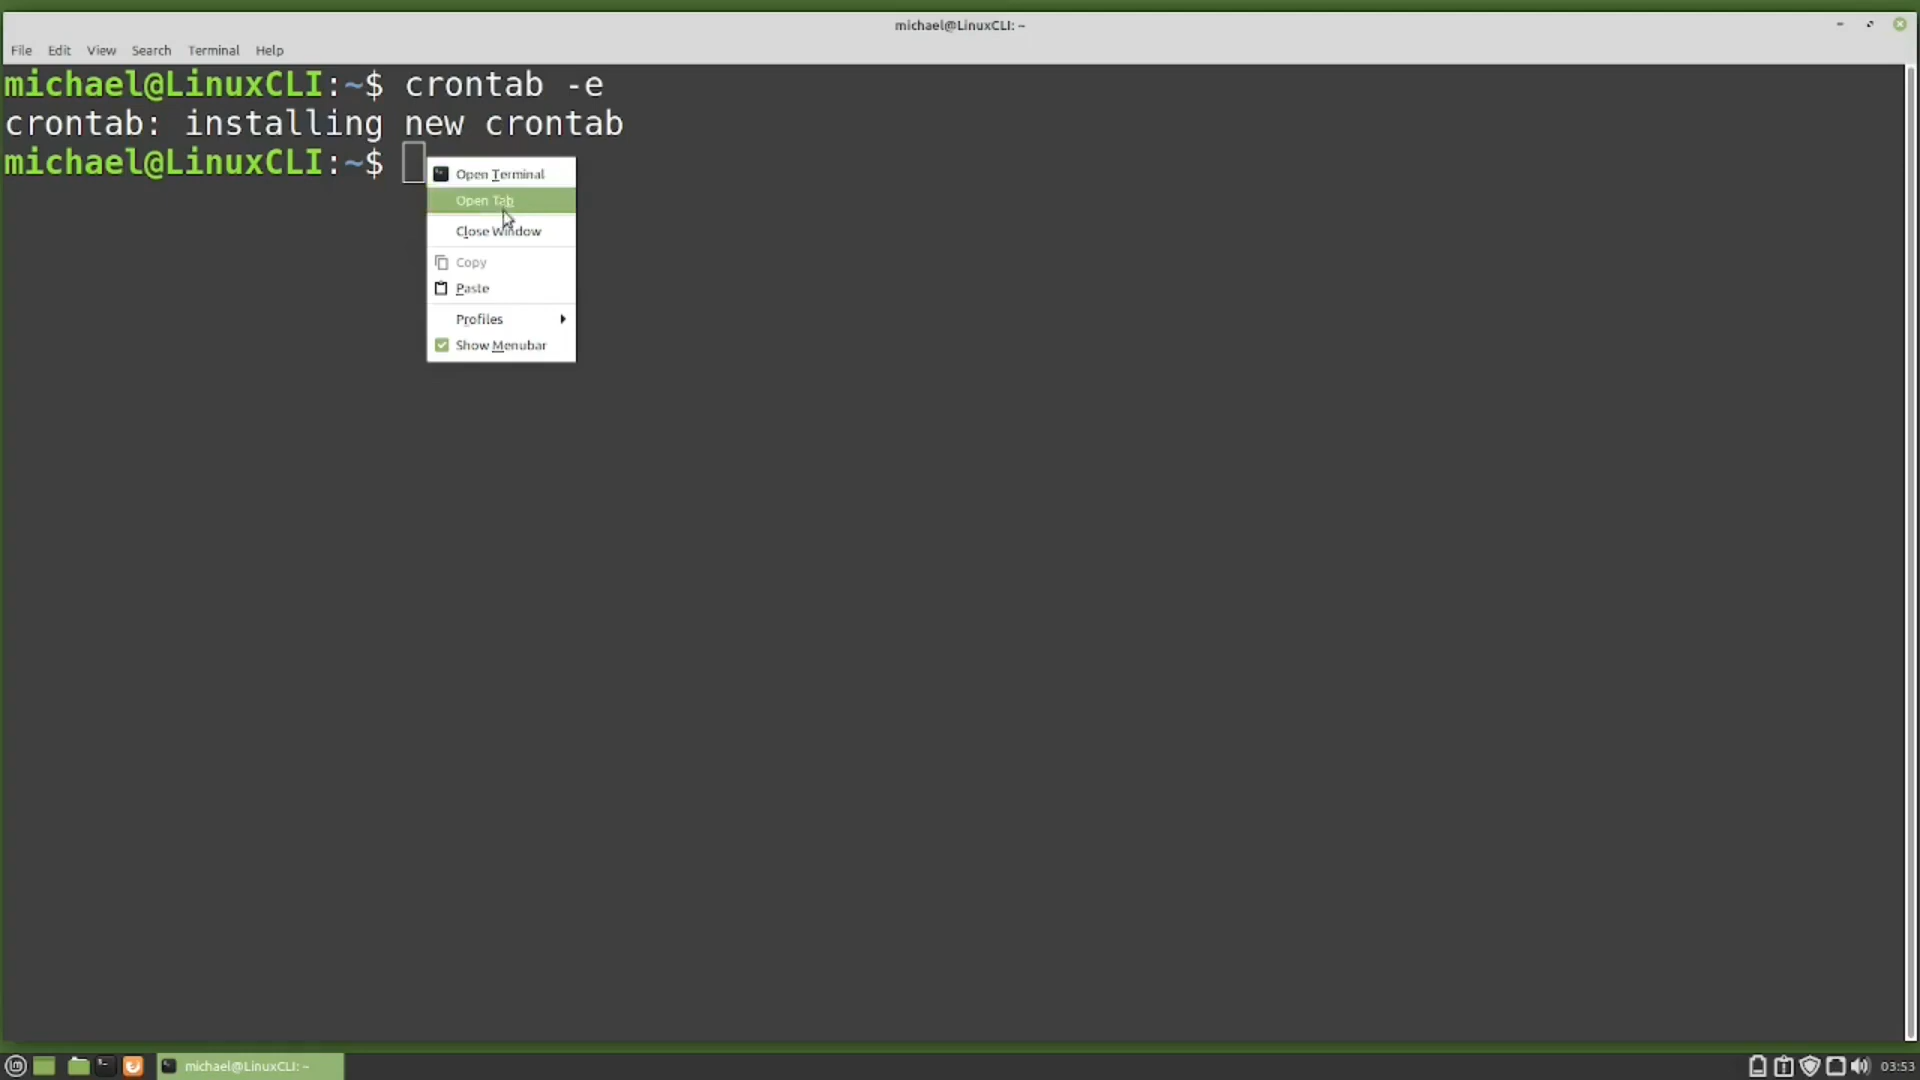 michael@LinuxCLI: ~
File Edit View Search Terminal Help
michael@LinuxCLI:~$ crontab -e
crontab: installing new crontab
michael@LinuxCLI:~$
Open Terminal
Open Tab
Close Window
Copy
Paste
Profiles
Show Menubar
michael@LinuxCLI: ~
03:53